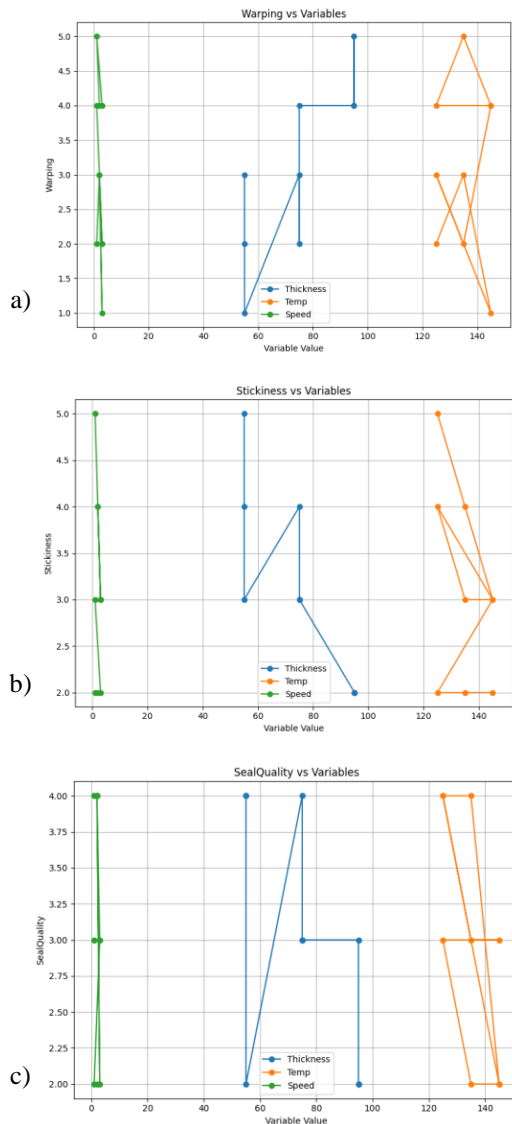 Warping vs Variables
5.0
4.5
4.0
3.5
3.0
2.5
2.0
1.5
1.0
Warping
Thickness
Temp
Speed
0 20 40 60 80 100 120 140
Variable Value
a)
Stickiness vs Variables
5.0
4.5
4.0
3.5
3.0
2.5
2.0
Stickiness
Thickness
Temp
Speed
0 20 40 60 80 100 120 140
Variable Value
b)
SealQuality vs Variables
4.00
3.75
3.50
3.25
3.00
2.75
2.50
2.25
2.00
SealQuality
Thickness
Temp
Speed
0 20 40 60 80 100 120 140
Variable Value
c)